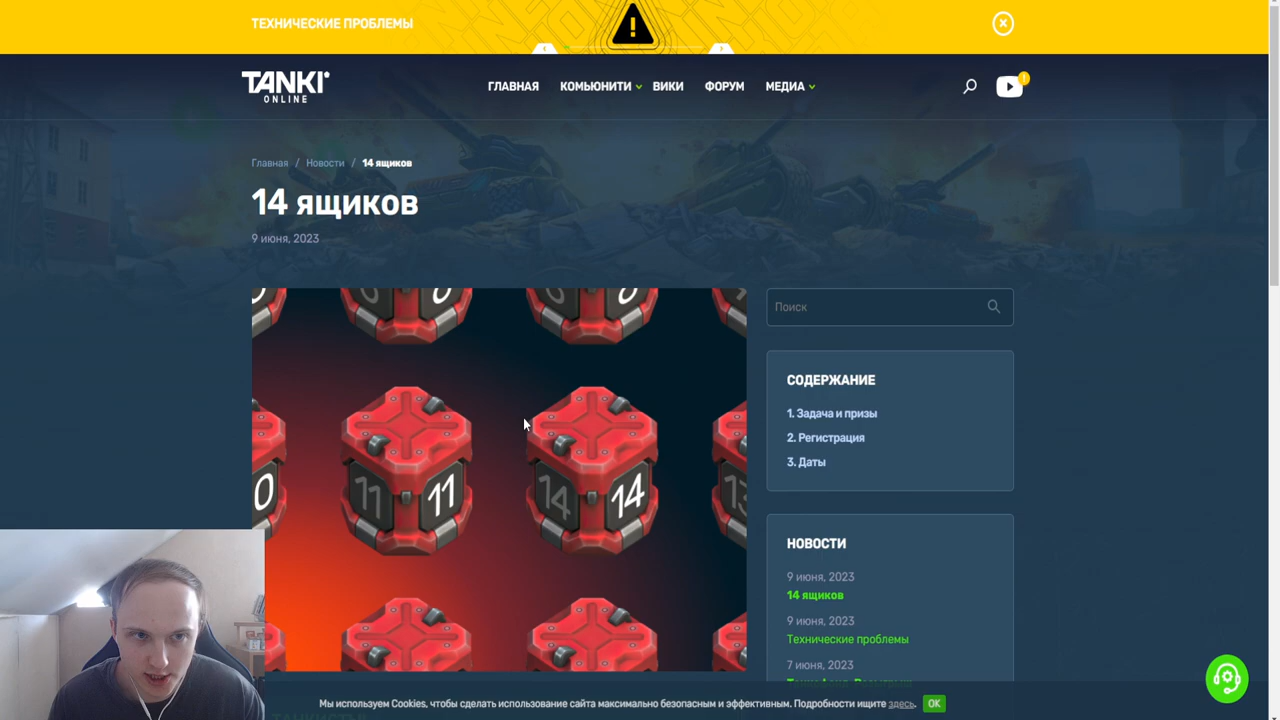 ТЕХНИЧЕСКИЕ ПРОБЛЕМЫ
TANKI
ONLINE
ГЛАВНАЯ
КОМЬЮНИТИ
ВИКИ
ФОРУМ
МЕДИА
1
Главная / Новости / 14 ящиков
14 ящиков
9 июня, 2023
11 11
14 14
Поиск
СОДЕРЖАНИЕ
1. Задача и призы
2. Регистрация
3. Даты
НОВОСТИ
9 июня, 2023
14 ящиков
9 июня, 2023
Технические проблемы
7 июня, 2023
Мы используем Cookies, чтобы сделать использование сайта максимально безопасным и эффективным. Подробности ищите здесь. OK